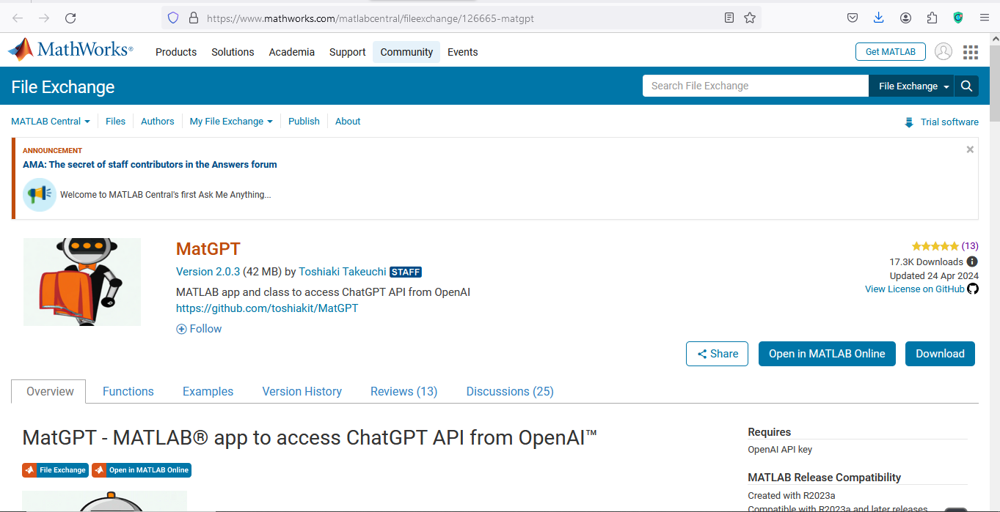 https://www.mathworks.com/matlabcentral/fileexchange/126665-matgpt
MathWorks®
Products Solutions Academia Support Community Events
Get MATLAB
File Exchange
Search File Exchange
File Exchange
MATLAB Central Files Authors My File Exchange Publish About
Trial software
ANNOUNCEMENT
×
AMA: The secret of staff contributors in the Answers forum
Welcome to MATLAB Central's first Ask Me Anything...
MatGPT
Version 2.0.3 (42 MB) by Toshiaki Takeuchi STAFF
MATLAB app and class to access ChatGPT API from OpenAI
https://github.com/toshiakit/MatGPT
Follow
(13)
17.3K Downloads
Updated 24 Apr 2024
View License on GitHub
Share
Open in MATLAB Online
Download
Overview Functions Examples Version History Reviews (13) Discussions (25)
MatGPT - MATLAB® app to access ChatGPT API from OpenAI™
File Exchange Open in MATLAB Online
Requires
OpenAI API key
MATLAB Release Compatibility
Created with R2023a
Compatible with R2023a and later releases